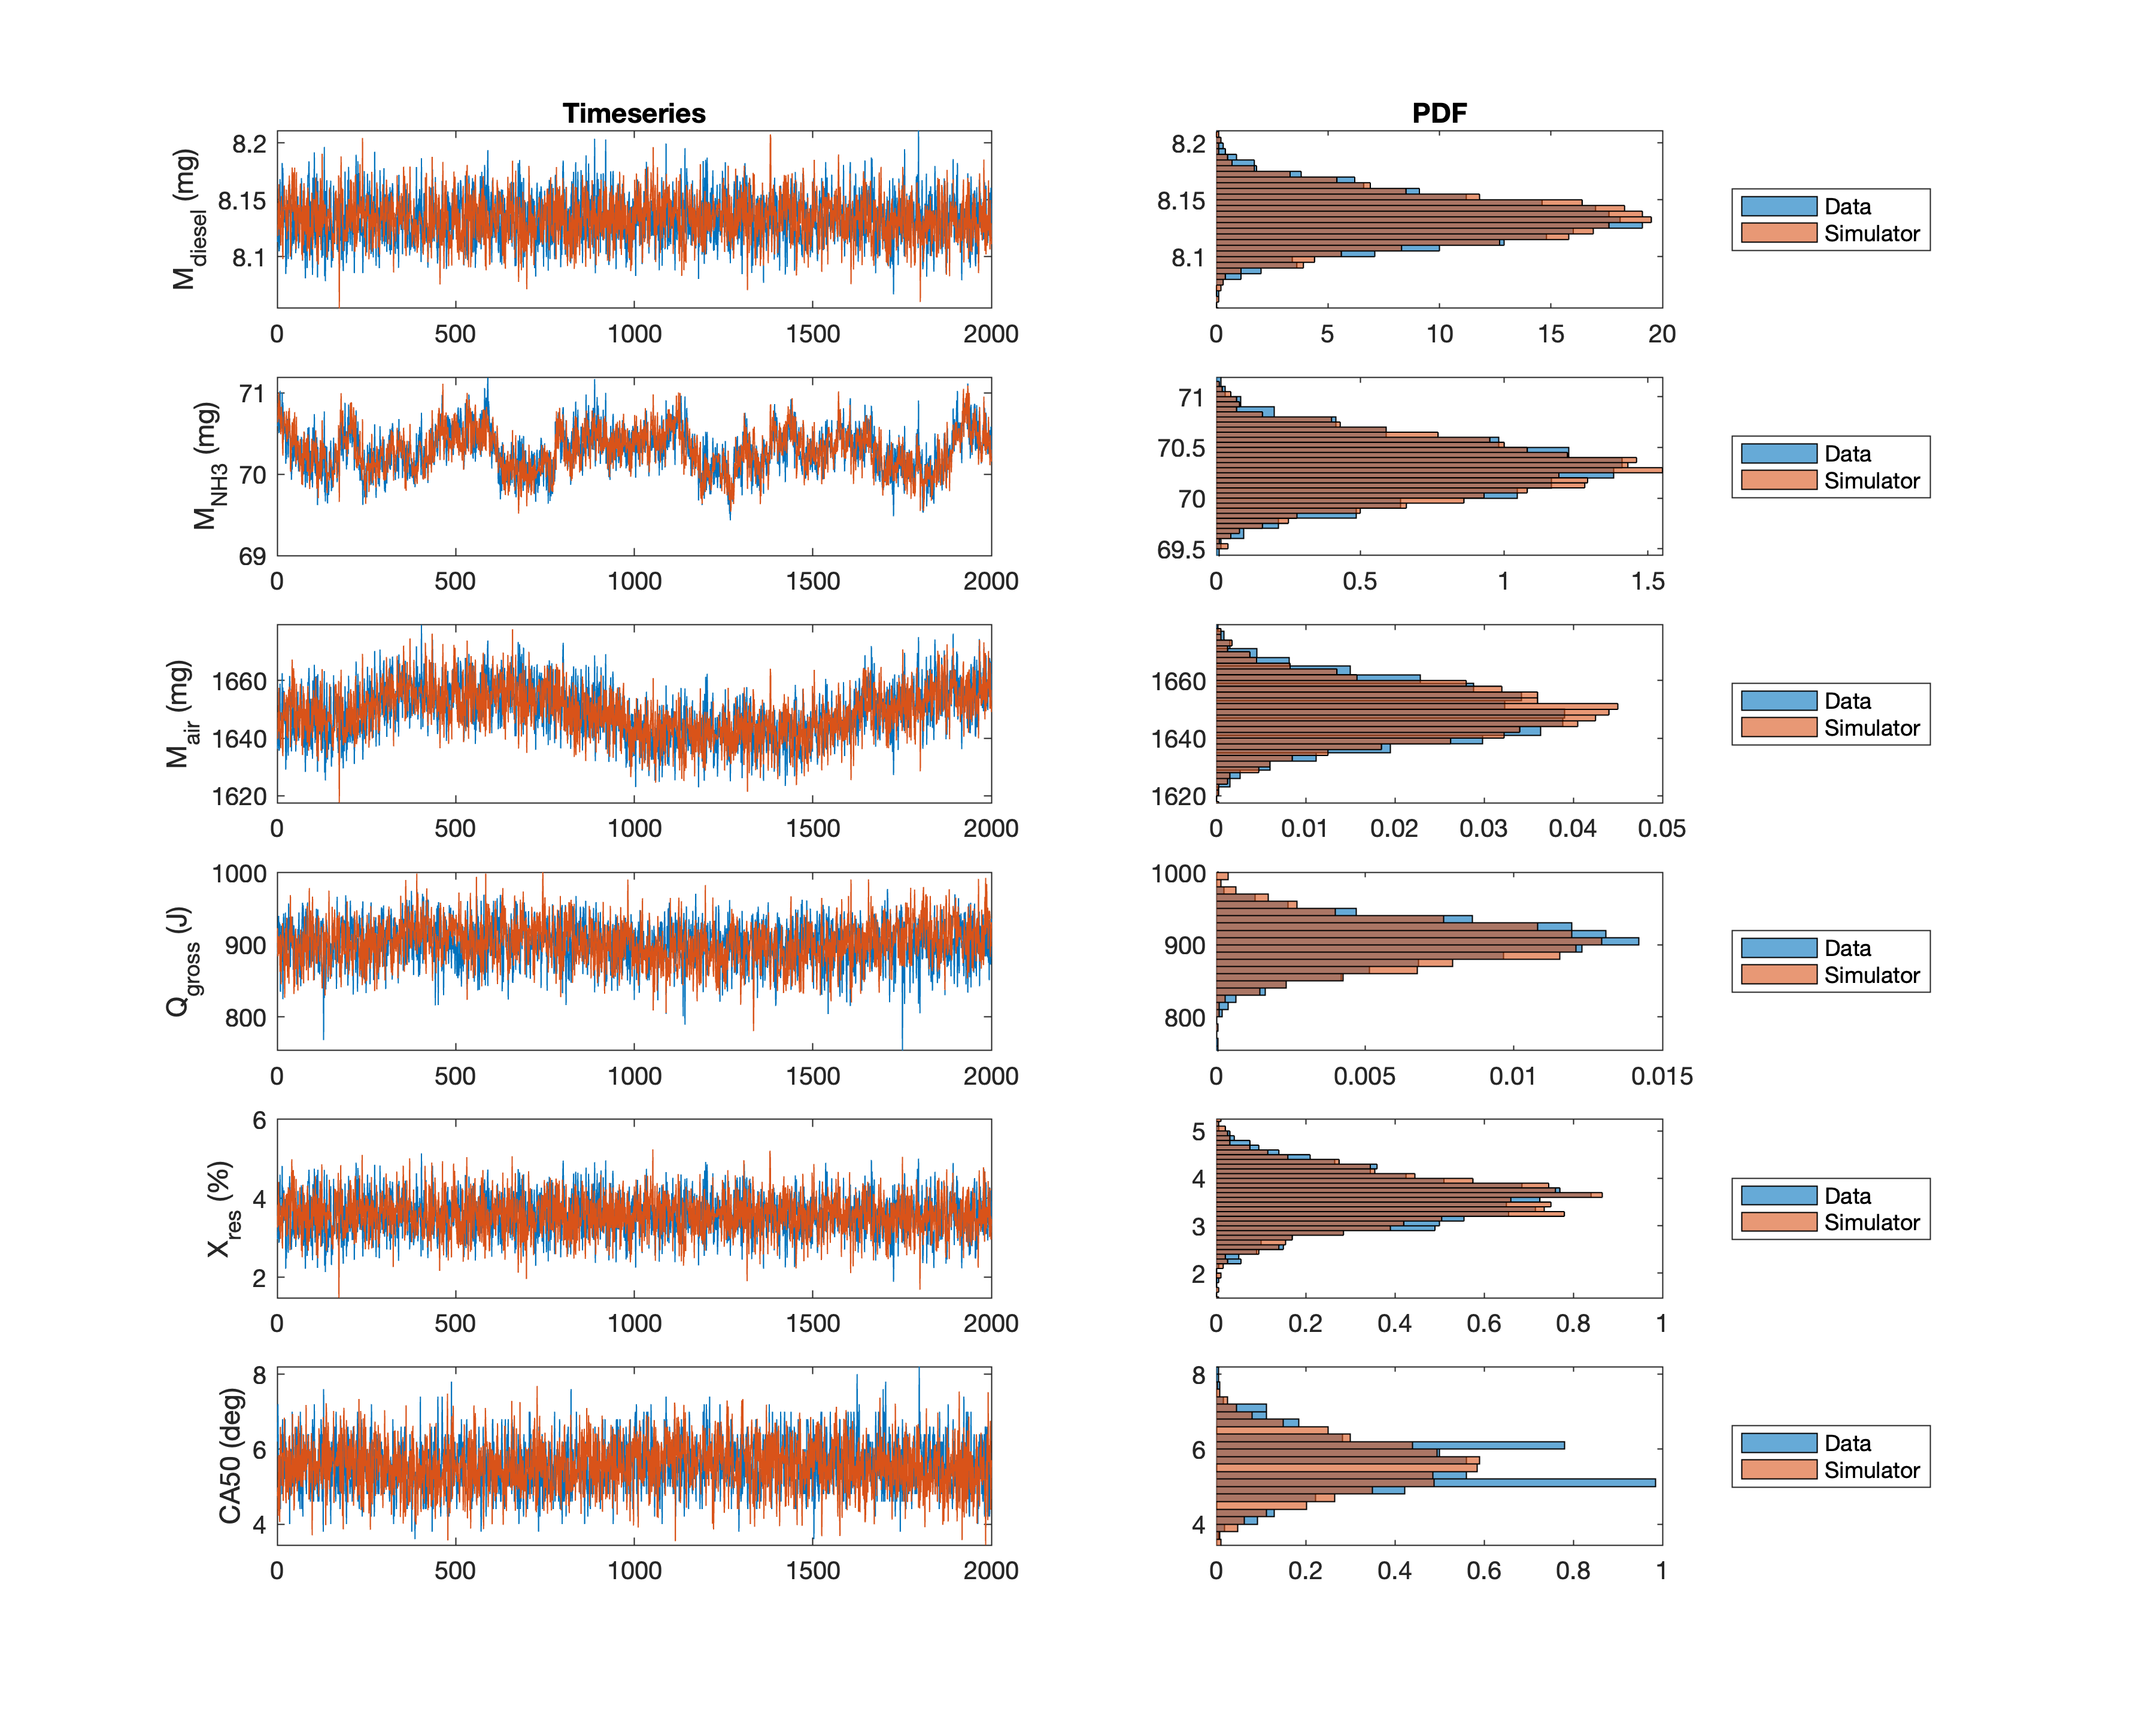 Timeseries PDF
M_diesel (mg)
8.2
8.15
8.1
0 500 1000 1500 2000
8.2
8.15
8.1
0 5 10 15 20
Data
Simulator
M_NH3 (mg)
71
70
69
0 500 1000 1500 2000
71
70.5
70
69.5
0 0.5 1 1.5
Data
Simulator
M_air (mg)
1660
1640
1620
0 500 1000 1500 2000
1660
1640
1620
0 0.01 0.02 0.03 0.04 0.05
Data
Simulator
Q_gross (J)
1000
900
800
0 500 1000 1500 2000
1000
900
800
0 0.005 0.01 0.015
Data
Simulator
X_res (%)
6
4
2
0 500 1000 1500 2000
5
4
3
2
0 0.2 0.4 0.6 0.8 1
Data
Simulator
CA50 (deg)
8
6
4
0 500 1000 1500 2000
8
6
4
0 0.2 0.4 0.6 0.8 1
Data
Simulator